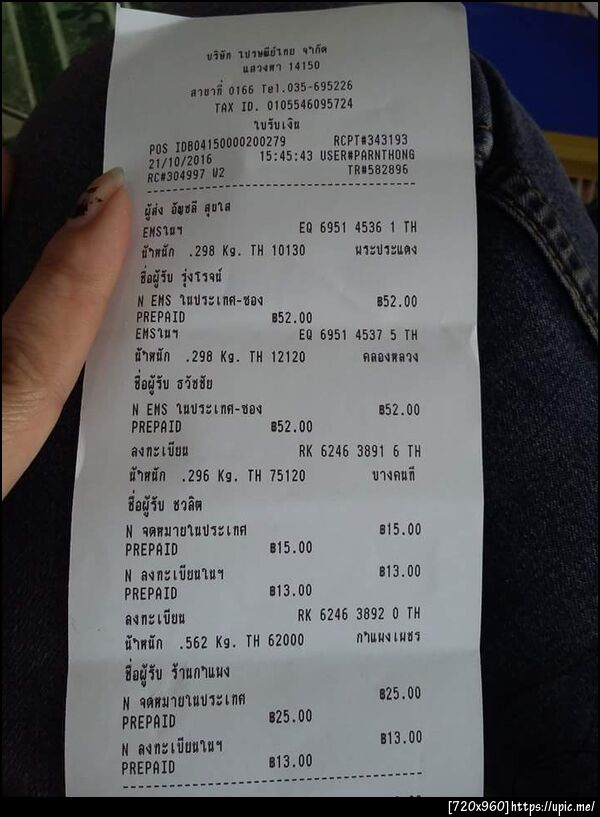 บริษัท ไปรษณีย์ไทย จำกัด
แสวงหา 14150
สาขาที่ 0166 Tel.035-695226
TAX ID. 0105546095724
ใบรับเงิน
POS IDB04150000200279 RCPT#343193
21/10/2016 15:45:43 USER#PARNTHONG
RC#304997 W2 TR#582896
ผู้ส่ง อัญชลี สุขใส
EMSในฯ EQ 6951 4536 1 TH
น้ำหนัก .298 Kg. TH 10130 พระประแดง
ชื่อผู้รับ รุ่งโรจน์
N EMS ในประเทศ-ซอง ฿52.00
PREPAID ฿52.00
EMSในฯ EQ 6951 4537 5 TH
น้ำหนัก .298 Kg. TH 12120 คลองหลวง
ชื่อผู้รับ ธวัชชัย
N EMS ในประเทศ-ซอง ฿52.00
PREPAID ฿52.00
ลงทะเบียน RK 6246 3891 6 TH
น้ำหนัก .296 Kg. TH 75120 บางคนที
ชื่อผู้รับ ชวลิต
N จดหมายในประเทศ ฿15.00
PREPAID ฿15.00
N ลงทะเบียนในฯ ฿13.00
PREPAID ฿13.00
ลงทะเบียน RK 6246 3892 0 TH
น้ำหนัก .562 Kg. TH 62000 กำแพงเพชร
ชื่อผู้รับ ร้านกำแผง
N จดหมายในประเทศ ฿25.00
PREPAID ฿25.00
N ลงทะเบียนในฯ ฿13.00
PREPAID ฿13.00
[720x960]https://upic.me/